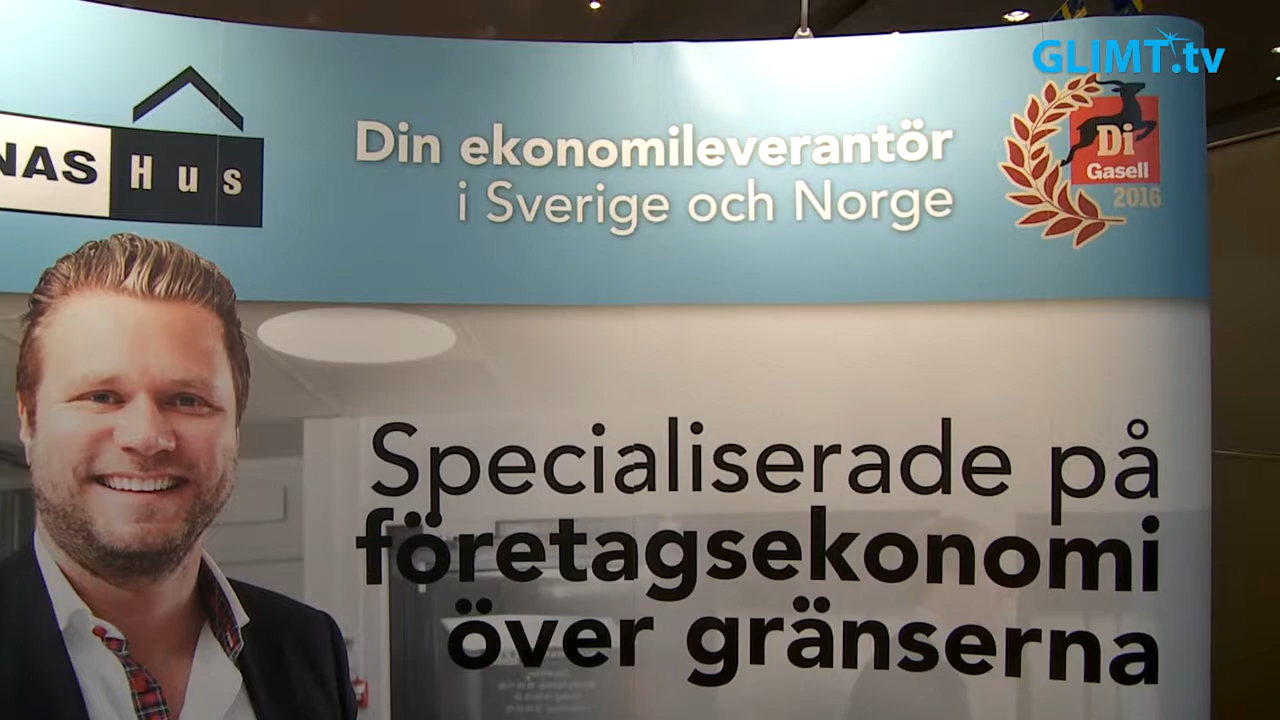 GLIMT.tv
NAS Hus
Din ekonomileverantör
i Sverige och Norge
Di
Gasell
2016
Specialiserade på
företagsekonomi
över gränserna